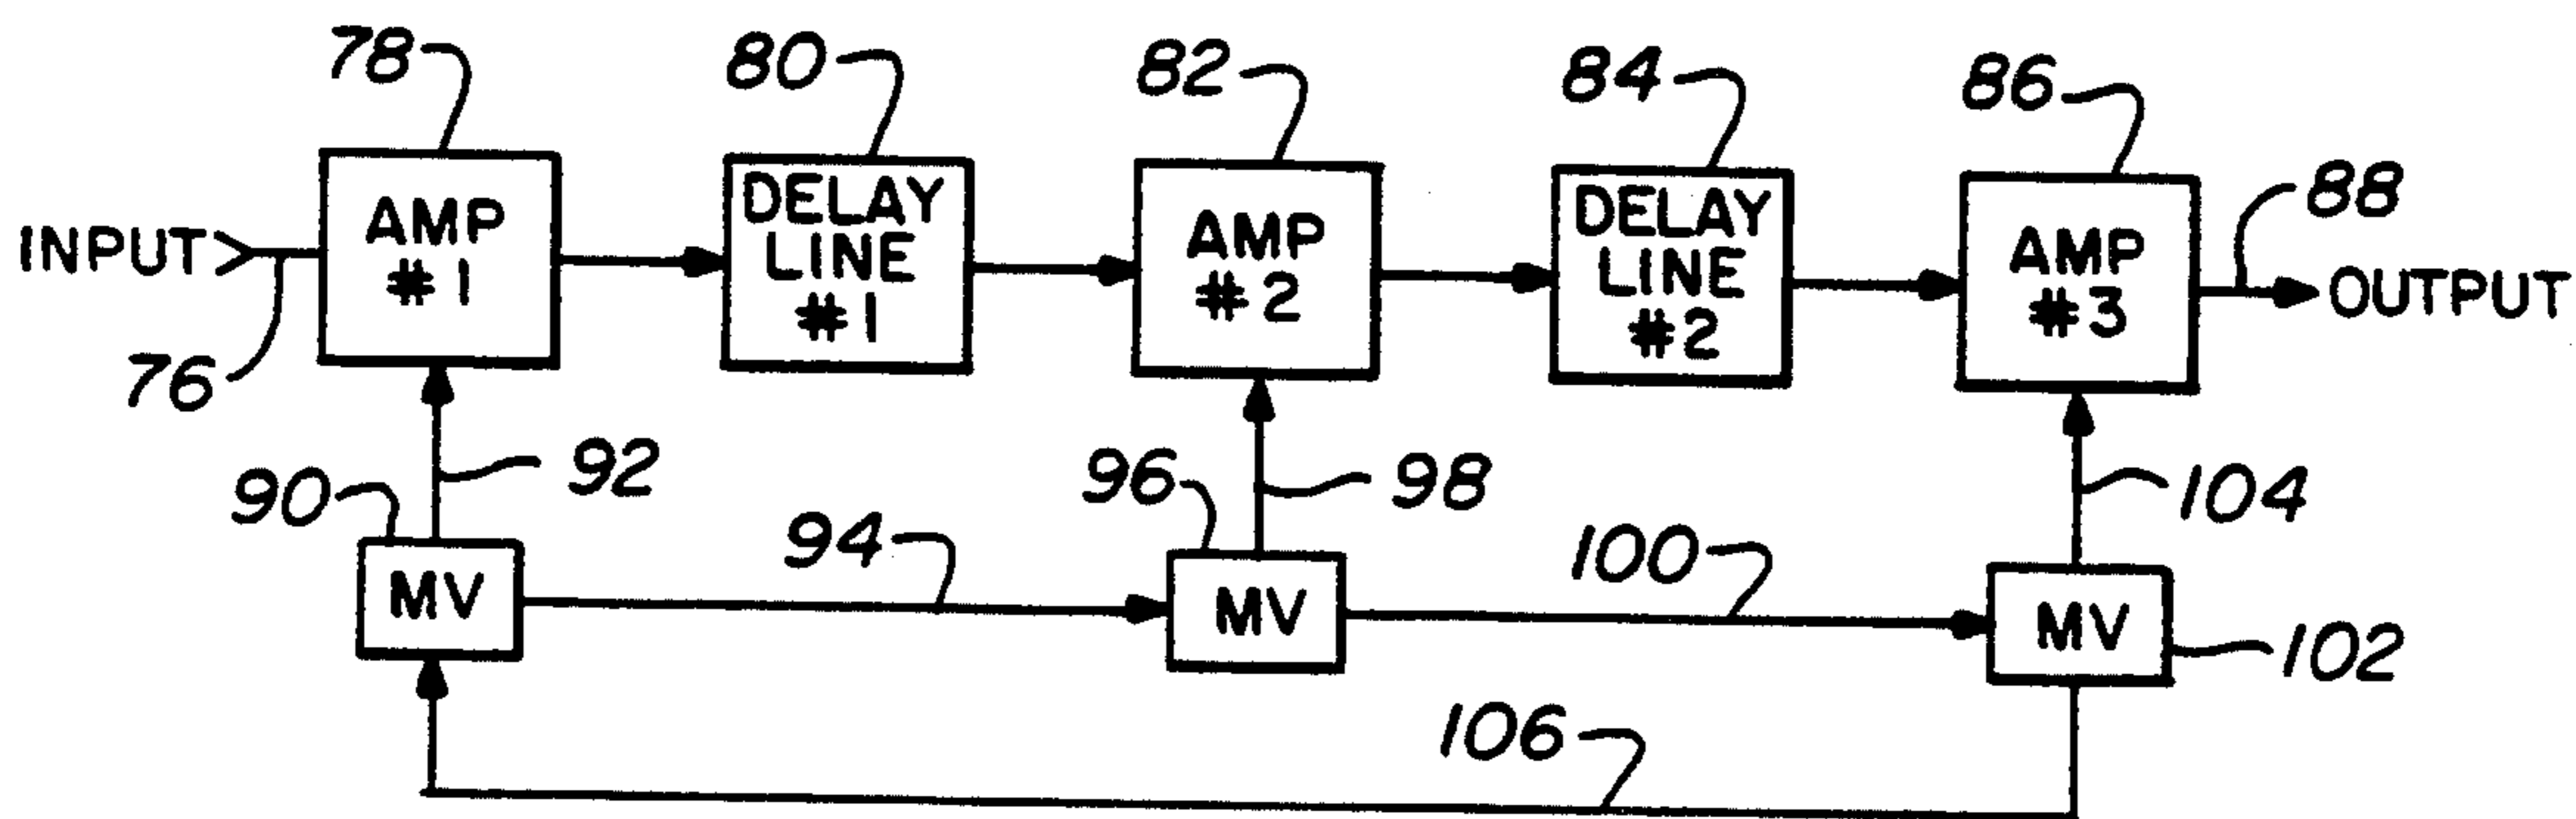 78
80
82
84
86
88
INPUT
AMP
#1
DELAY
LINE
#1
AMP
#2
DELAY
LINE
#2
AMP
#3
OUTPUT
76
90
92
94
96
98
100
104
MV
MV
MV
102
106